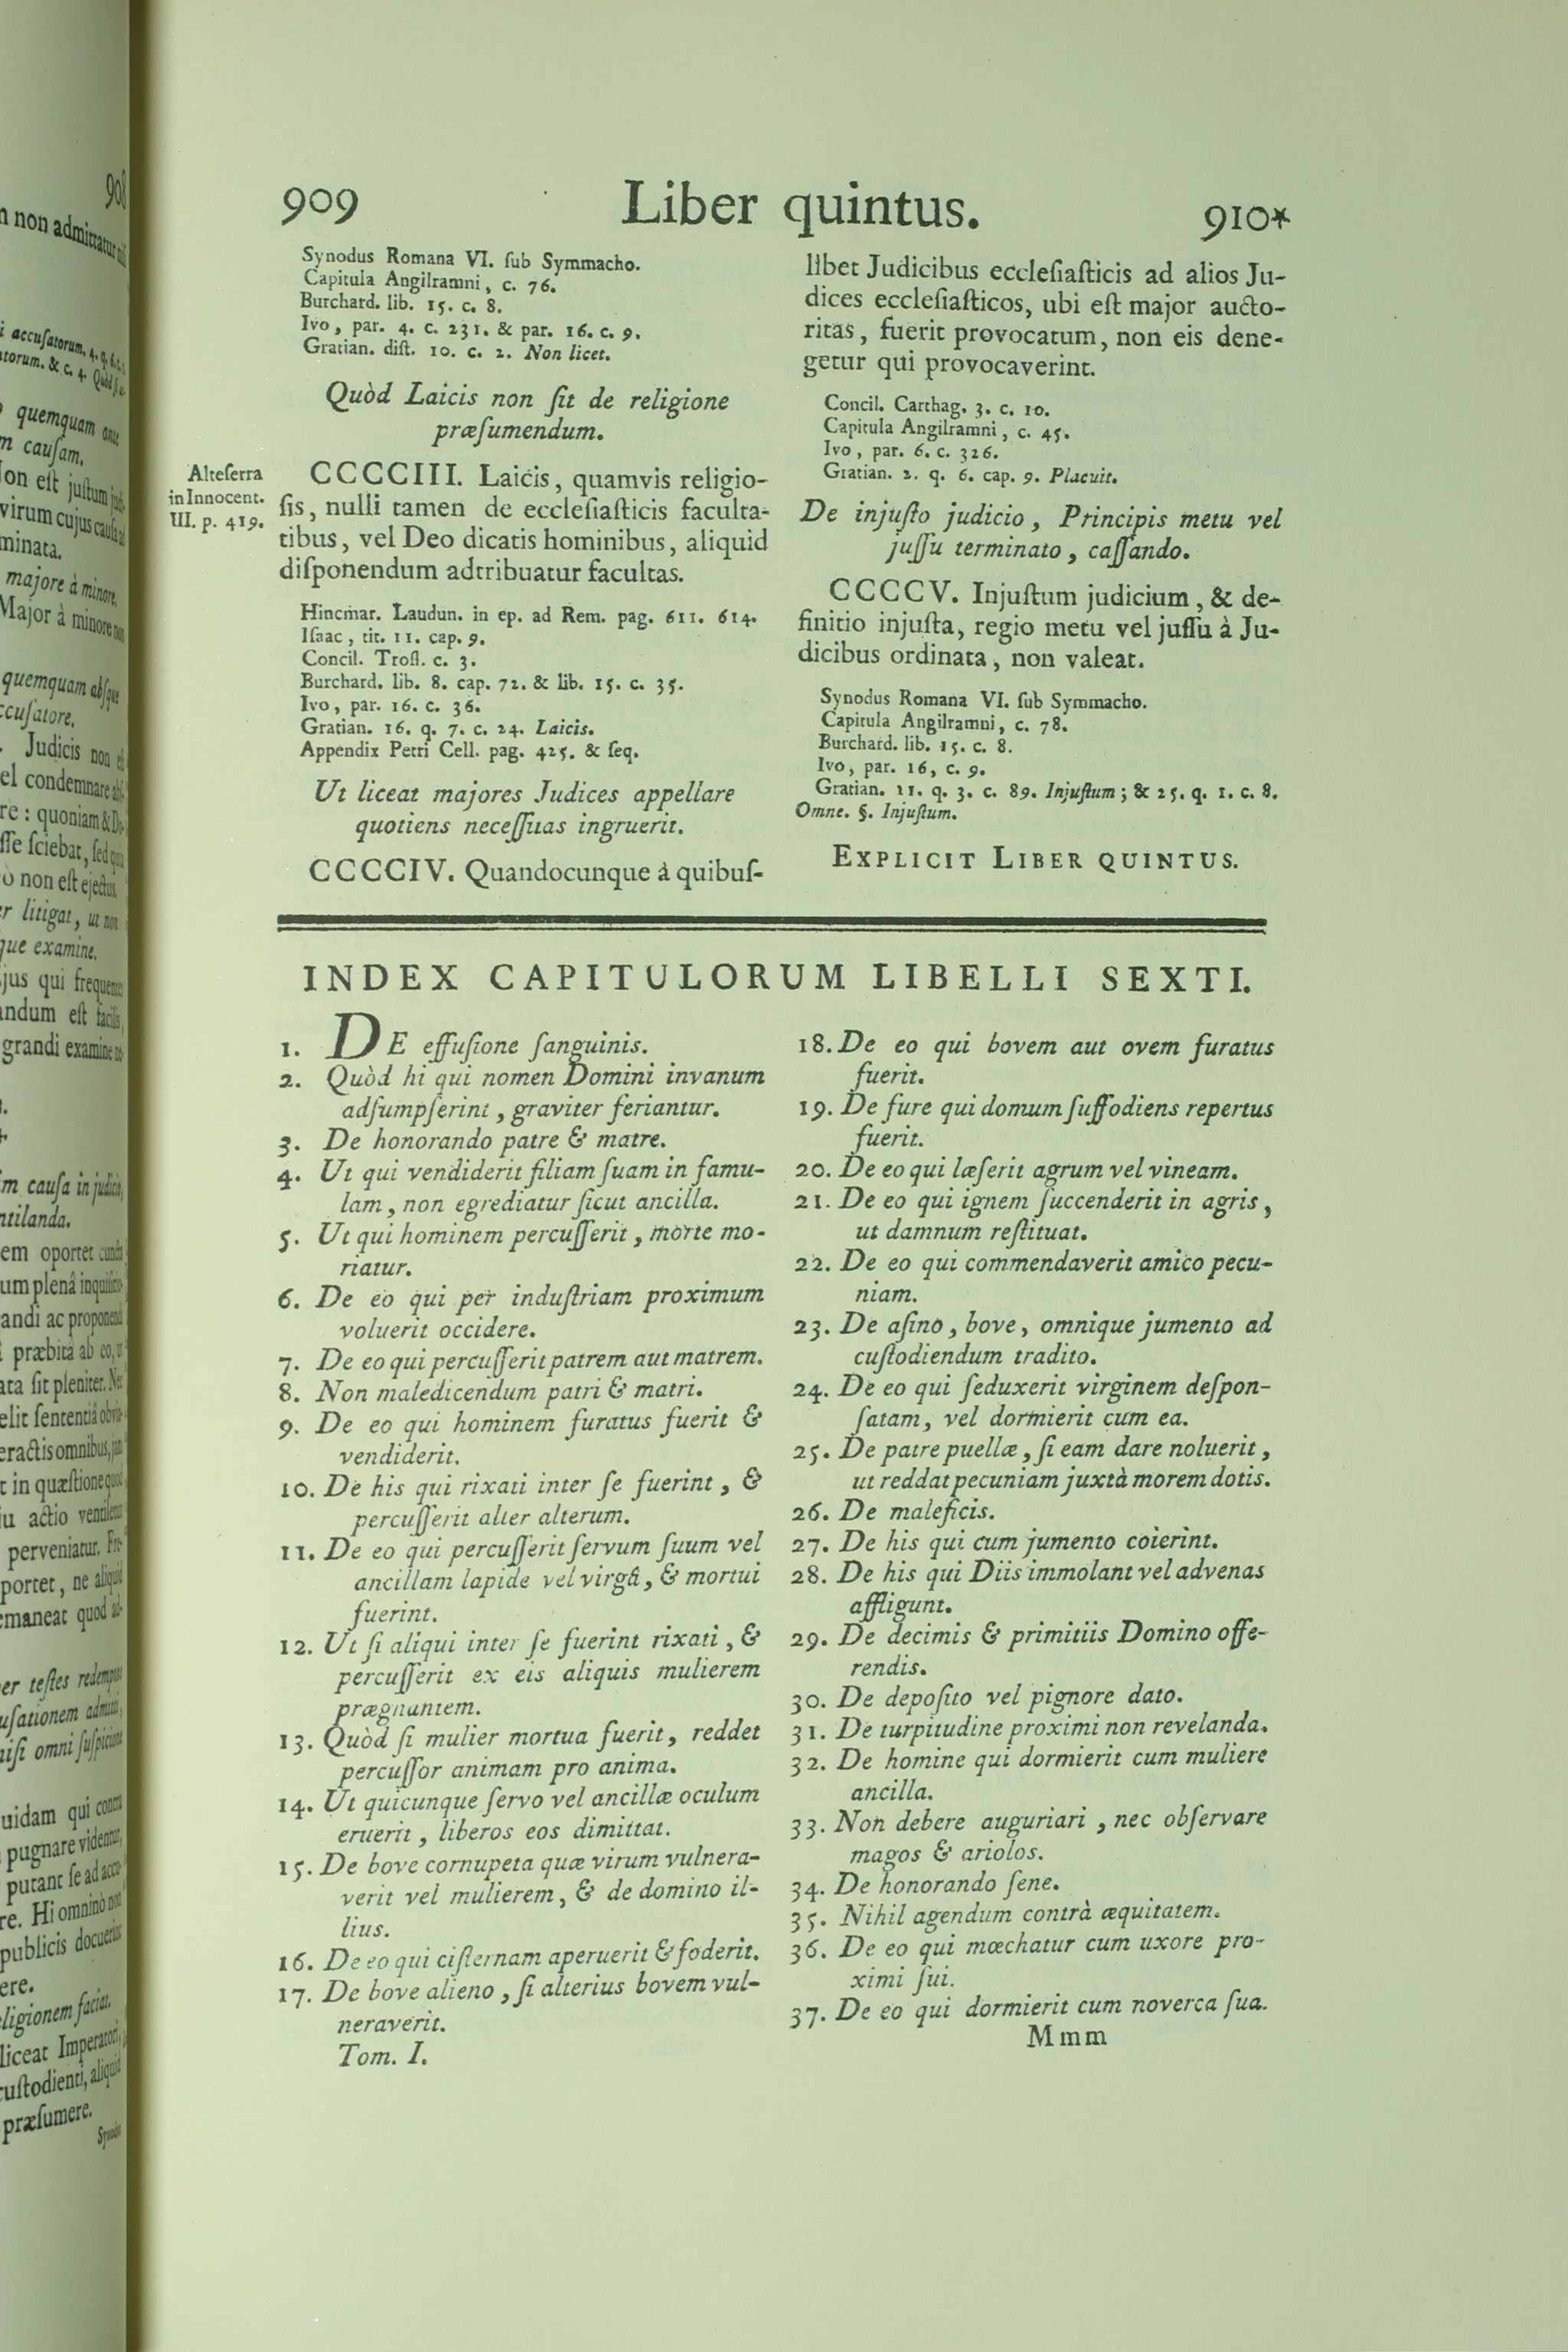 909 Liber quintus. 910*
Synodus Romana VI. ſub Symmacho.
Capitula Angilramni, c. 76.
Burchard. lib. 15. c. 8.
Ivo, par. 4. c. 231. & par. 16. c. 9.
Gratian. diſt. 10. c. 2. Non licet.
Quòd Laicis non ſit de religione
præſumendum.
Alteſerra
in Innocent.
III. p. 419.
CCCCIII. Laicis, quamvis religio-
ſis, nulli tamen de eccleſiaſticis faculta-
tibus, vel Deo dicatis hominibus, aliquid
diſponendum adtribuatur facultas.
Hincmar. Laudun. in ep. ad Rem. pag. 611. 614.
Iſaac, tit. 11. cap. 9.
Concil. Troſl. c. 3.
Burchard. lib. 8. cap. 72. & lib. 15. c. 35.
Ivo, par. 16. c. 36.
Gratian. 16. q. 7. c. 24. Laicis.
Appendix Petri Cell. pag. 425. & ſeq.
Ut liceat majores Judices appellare
quotiens neceſſitas ingruerit.
CCCCIV. Quandocunque à quibuſ-
libet Judicibus eccleſiaſticis ad alios Ju-
dices eccleſiaſticos, ubi eſt major aucto-
ritas, fuerit provocatum, non eis dene-
getur qui provocaverint.
Concil. Carthag. 3. c. 10.
Capitula Angilramni, c. 45.
Ivo, par. 6. c. 326.
Gratian. 2. q. 6. cap. 9. Placuit.
De injuſto judicio, Principis metu vel
juſſu terminato, caſſando.
CCCCV. Injuſtum judicium, & de-
finitio injuſta, regio metu vel juſſu à Ju-
dicibus ordinata, non valeat.
Synodus Romana VI. ſub Symmacho.
Capitula Angilramni, c. 78.
Burchard. lib. 15. c. 8.
Ivo, par. 16, c. 9.
Gratian. 11. q. 3. c. 89. Injuſtum; & 25. q. 1. c. 8.
Omne. §. Injuſtum.
EXPLICIT LIBER QUINTUS.
INDEX CAPITULORUM LIBELLI SEXTI.
1. DE effuſione ſanguinis.
2. Quòd hi qui nomen Domini invanum
adſumpſerint, graviter feriantur.
3. De honorando patre & matre.
4. Ut qui vendiderit filiam ſuam in famu-
lam, non egrediatur ſicut ancilla.
5. Ut qui hominem percuſſerit, morte mo-
riatur.
6. De eo qui per induſtriam proximum
voluerit occidere.
7. De eo qui percuſſerit patrem aut matrem.
8. Non maledicendum patri & matri.
9. De eo qui hominem furatus fuerit &
vendiderit.
10. De his qui rixati inter ſe fuerint, &
percuſſerit alter alterum.
11. De eo qui percuſſerit ſervum ſuum vel
ancillam lapide vel virgâ, & mortui
fuerint.
12. Ut ſi aliqui inter ſe fuerint rixati, &
percuſſerit ex eis aliquis mulierem
prægnantem.
13. Quòd ſi mulier mortua fuerit, reddet
percuſſor animam pro anima.
14. Ut quicunque ſervo vel ancillæ oculum
eruerit, liberos eos dimittat.
15. De bove cornupeta quæ virum vulnera-
verit vel mulierem, & de domino il-
lius.
16. De eo qui ciſternam aperuerit & foderit.
17. De bove alieno, ſi alterius bovem vul-
neraverit.
Tom. I.
18. De eo qui bovem aut ovem furatus
fuerit.
19. De fure qui domum ſuffodiens repertus
fuerit.
20. De eo qui læſerit agrum vel vineam.
21. De eo qui ignem ſuccenderit in agris,
ut damnum reſtituat.
22. De eo qui commendaverit amico pecu-
niam.
23. De aſino, bove, omnique jumento ad
cuſtodiendum tradito.
24. De eo qui ſeduxerit virginem deſpon-
ſatam, vel dormierit cum ea.
25. De patre puellæ, ſi eam dare noluerit,
ut reddat pecuniam juxtà morem dotis.
26. De maleficis.
27. De his qui cum jumento coierint.
28. De his qui Diis immolant vel advenas
affligunt.
29. De decimis & primitiis Domino offe-
rendis.
30. De depoſito vel pignore dato.
31. De turpitudine proximi non revelanda.
32. De homine qui dormierit cum muliere
ancilla.
33. Non debere auguriari, nec obſervare
magos & ariolos.
34. De honorando ſene.
35. Nihil agendum contrà æquitatem.
36. De eo qui mœchatur cum uxore pro-
ximi ſui.
37. De eo qui dormierit cum noverca ſua.
Mmm